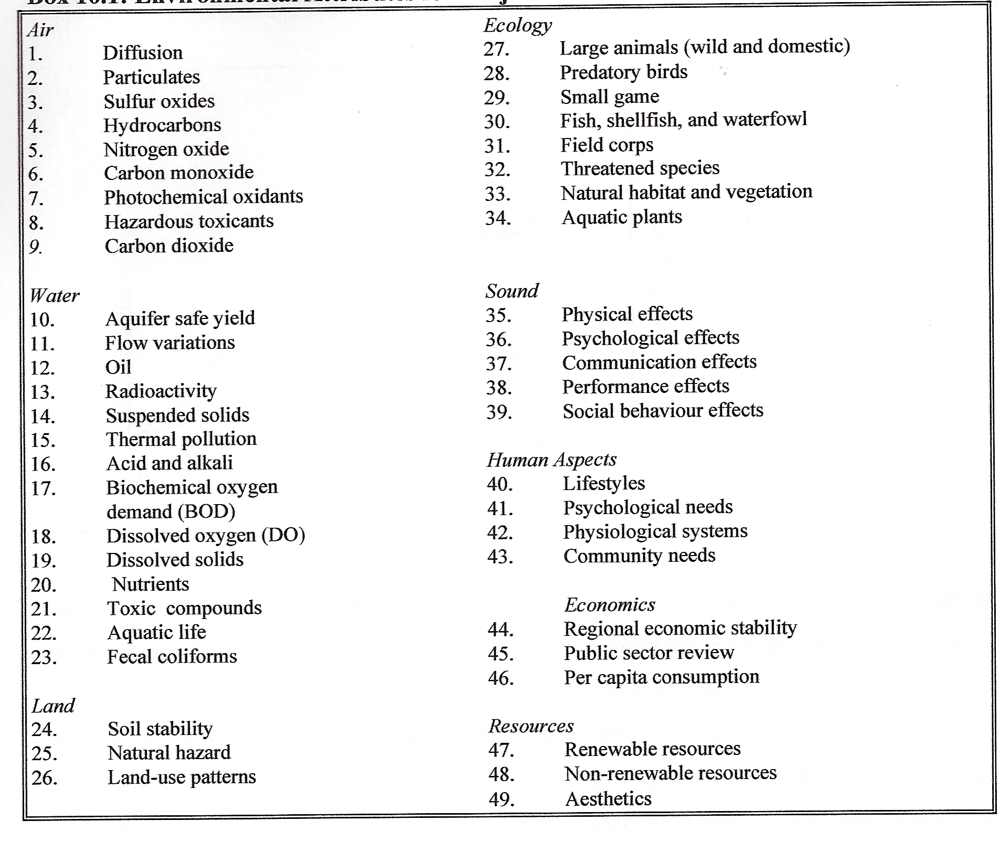 Box 10.1: Environmental Attributes
Air
1. Diffusion
2. Particulates
3. Sulfur oxides
4. Hydrocarbons
5. Nitrogen oxide
6. Carbon monoxide
7. Photochemical oxidants
8. Hazardous toxicants
9. Carbon dioxide
Water
10. Aquifer safe yield
11. Flow variations
12. Oil
13. Radioactivity
14. Suspended solids
15. Thermal pollution
16. Acid and alkali
17. Biochemical oxygen
demand (BOD)
18. Dissolved oxygen (DO)
19. Dissolved solids
20. Nutrients
21. Toxic compounds
22. Aquatic life
23. Fecal coliforms
Land
24. Soil stability
25. Natural hazard
26. Land-use patterns
Ecology
27. Large animals (wild and domestic)
28. Predatory birds
29. Small game
30. Fish, shellfish, and waterfowl
31. Field corps
32. Threatened species
33. Natural habitat and vegetation
34. Aquatic plants
Sound
35. Physical effects
36. Psychological effects
37. Communication effects
38. Performance effects
39. Social behaviour effects
Human Aspects
40. Lifestyles
41. Psychological needs
42. Physiological systems
43. Community needs
Economics
44. Regional economic stability
45. Public sector review
46. Per capita consumption
Resources
47. Renewable resources
48. Non-renewable resources
49. Aesthetics